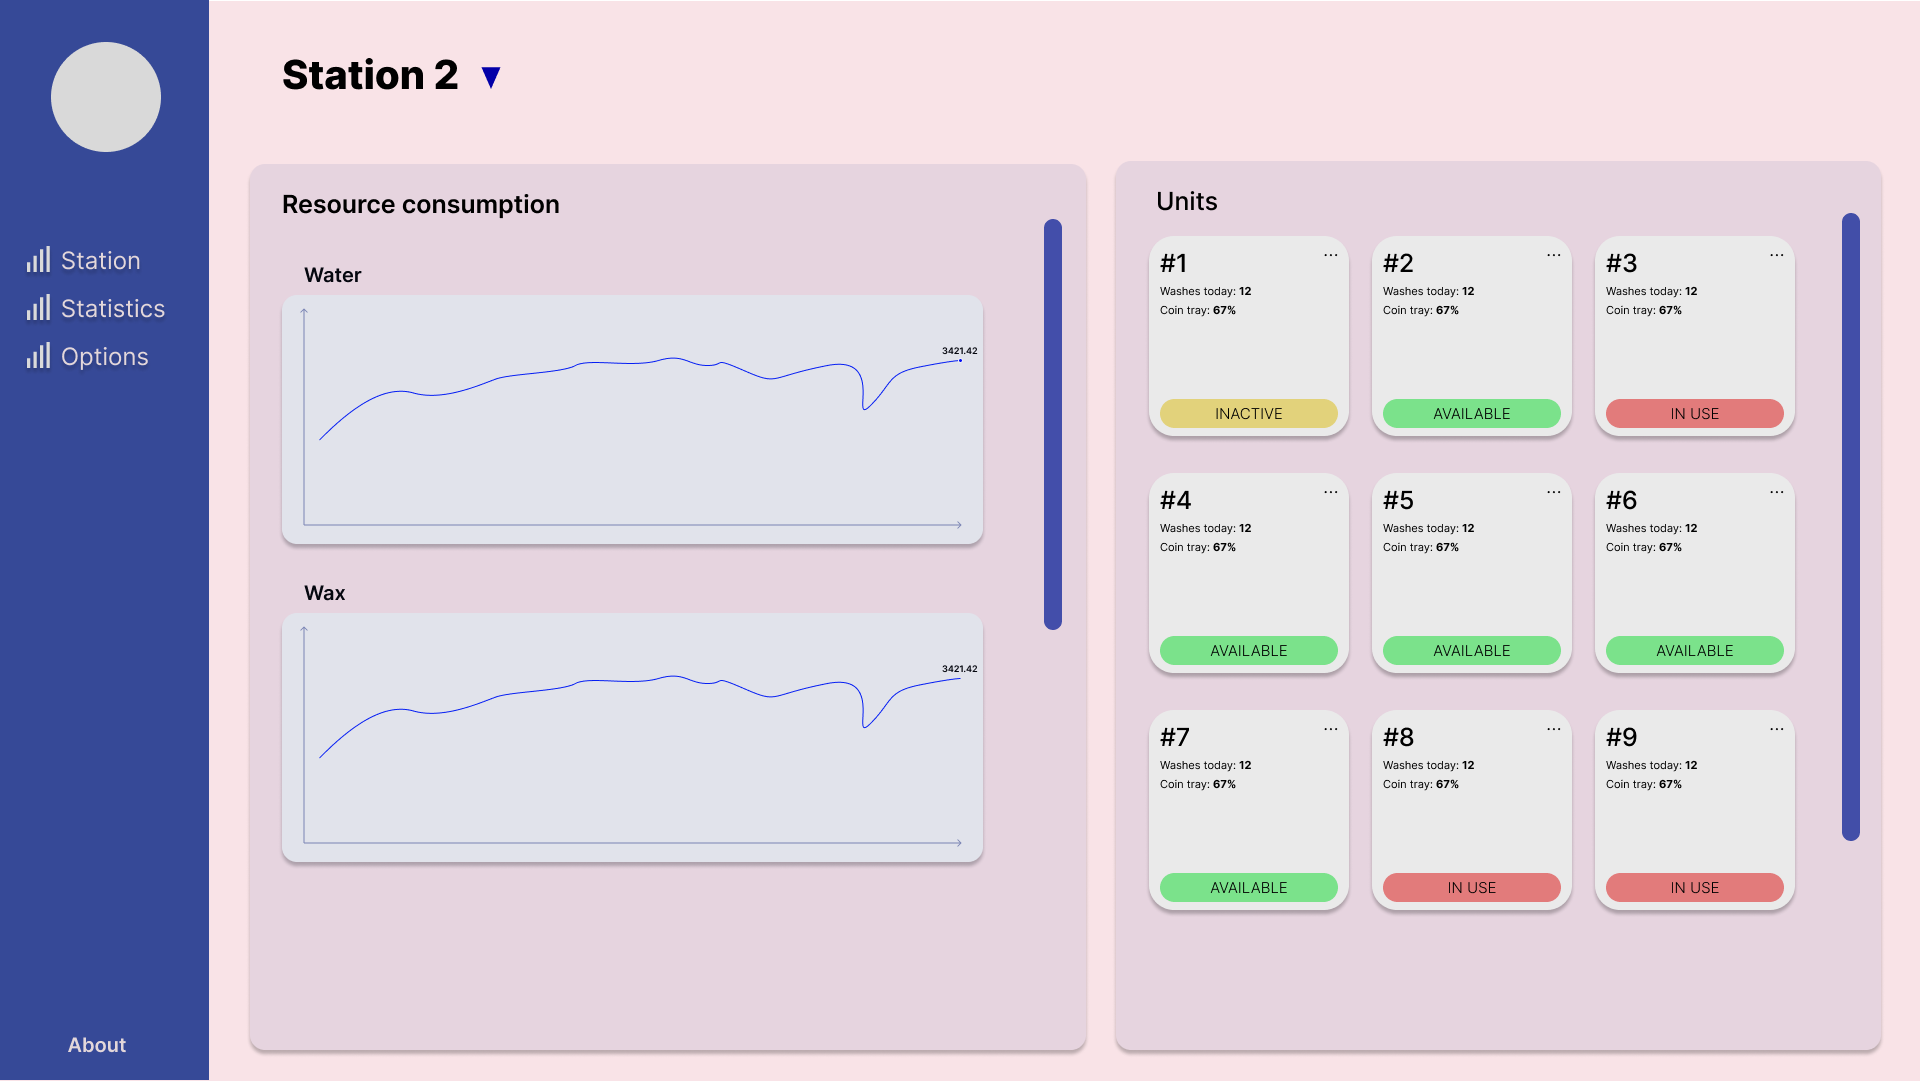 Station 2 ▼
Station
Statistics
Options
About
Resource consumption
Water
3421.42
Wax
3421.42
Units
#1 ...
Washes today: 12
Coin tray: 67%
INACTIVE
#2 ...
Washes today: 12
Coin tray: 67%
AVAILABLE
#3 ...
Washes today: 12
Coin tray: 67%
IN USE
#4 ...
Washes today: 12
Coin tray: 67%
AVAILABLE
#5 ...
Washes today: 12
Coin tray: 67%
AVAILABLE
#6 ...
Washes today: 12
Coin tray: 67%
AVAILABLE
#7 ...
Washes today: 12
Coin tray: 67%
AVAILABLE
#8 ...
Washes today: 12
Coin tray: 67%
IN USE
#9 ...
Washes today: 12
Coin tray: 67%
IN USE